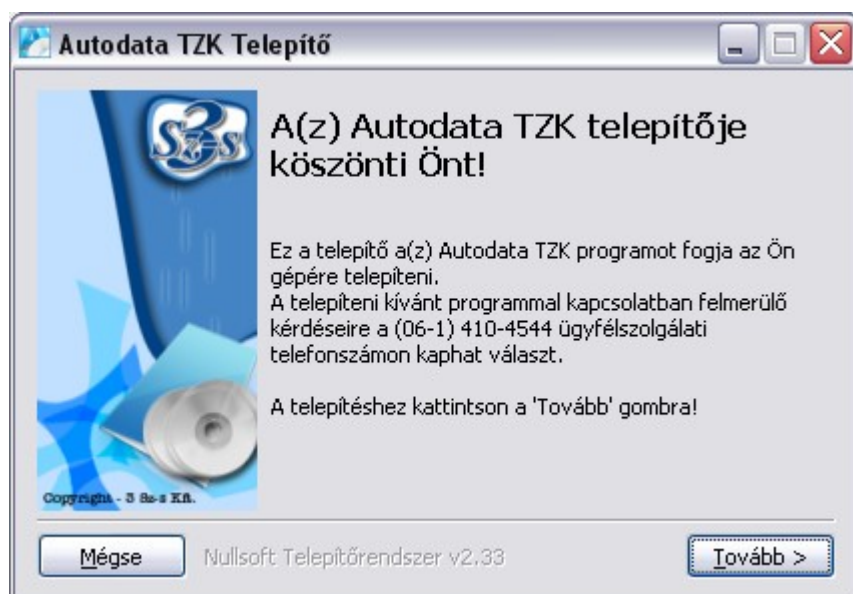 Autodata TZK Telepítő
3
Sz-s
A(z) Autodata TZK telepítője
köszönti Önt!
Ez a telepítő a(z) Autodata TZK programot fogja az Ön
gépére telepíteni.
A telepíteni kívánt programmal kapcsolatban felmerülő
kérdéseire a (06-1) 410-4544 ügyfélszolgálati
telefonszámon kaphat választ.
A telepítéshez kattintson a 'Tovább' gombra!
Copyright - 3 Sz-s Kft.
Mégse
Nullsoft Telepítőrendszer v2.33
Tovább >